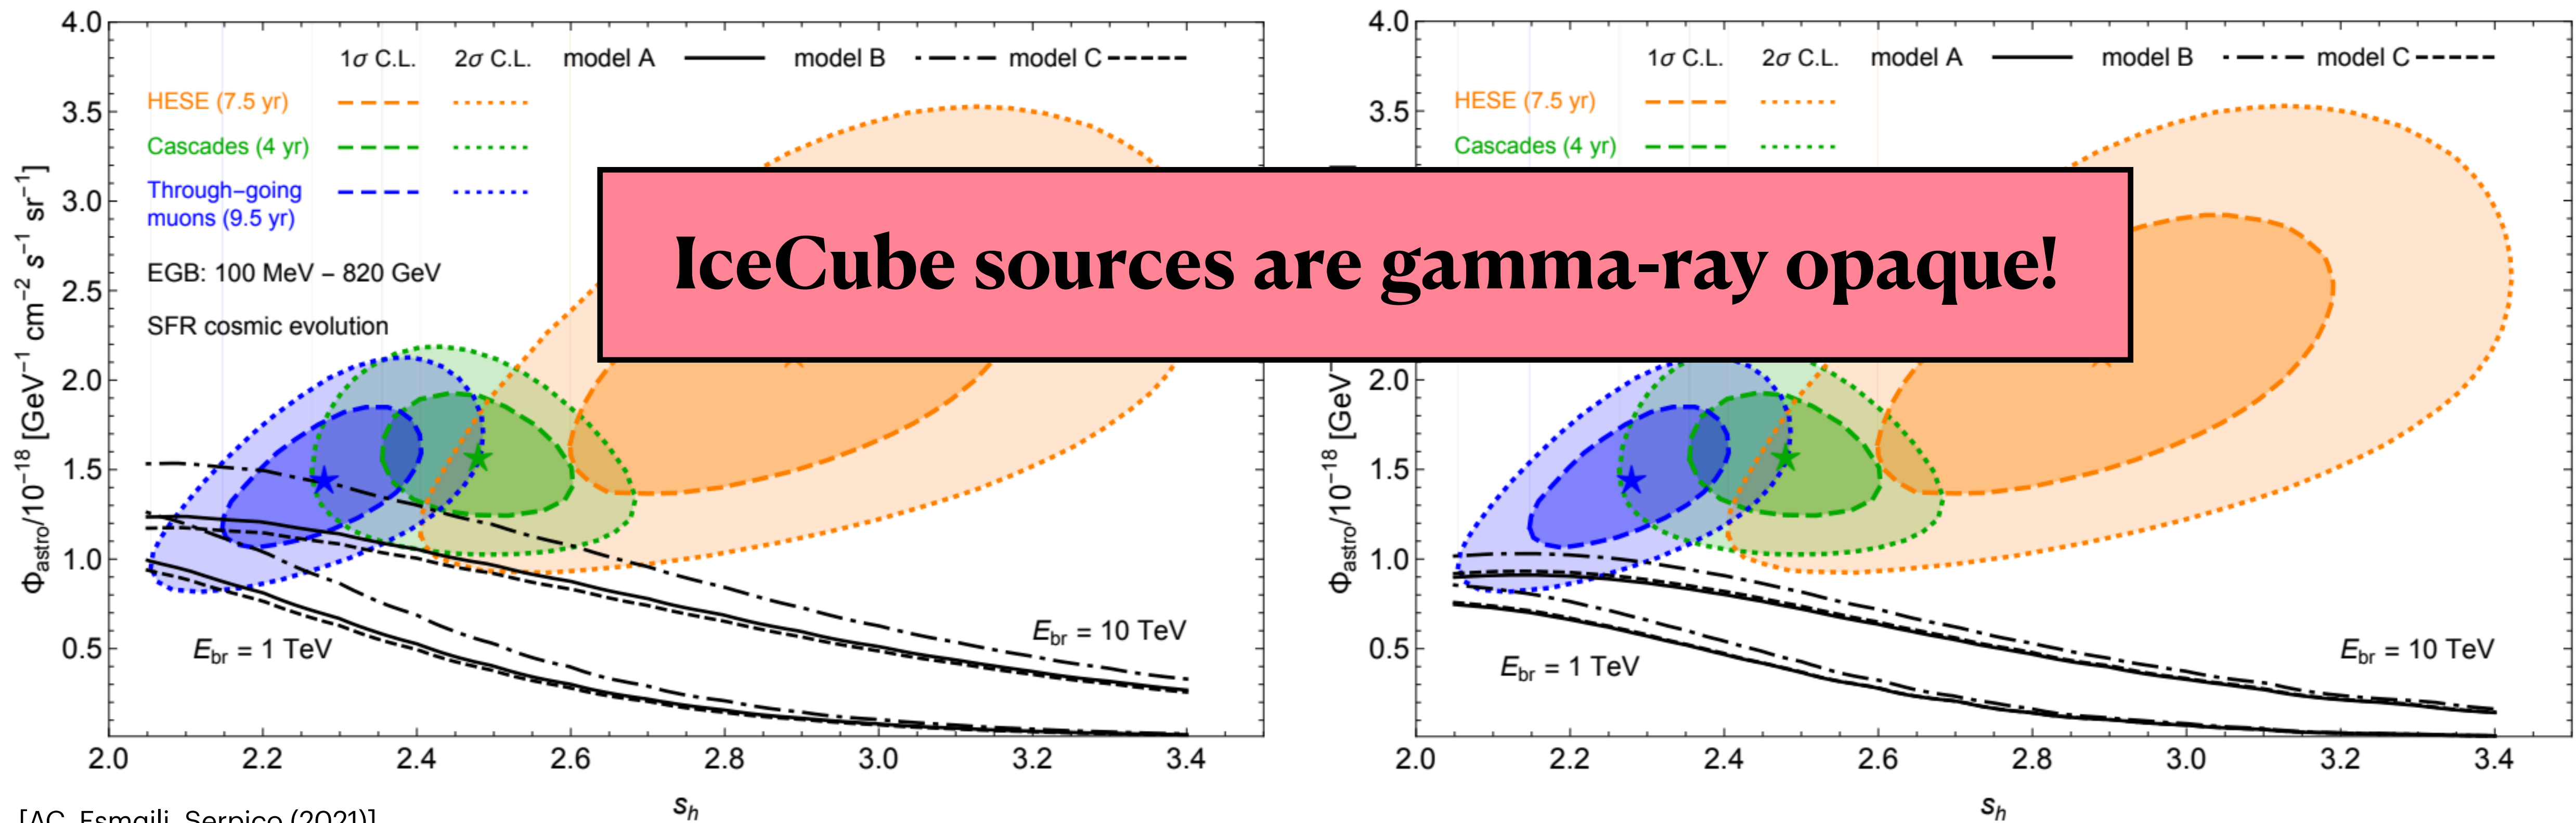 4.0
3.5
3.0
2.5
2.0
1.5
1.0
0.5
Φastro/10⁻¹⁸ [GeV⁻¹ cm⁻² s⁻¹ sr⁻¹]
1σ C.L. 2σ C.L. model A model B model C
HESE (7.5 yr)
Cascades (4 yr)
Through-going
muons (9.5 yr)
EGB: 100 MeV – 820 GeV
SFR cosmic evolution
Ebr = 1 TeV
Ebr = 10 TeV
2.0 2.2 2.4 2.6 2.8 3.0 3.2 3.4
sh
IceCube sources are gamma-ray opaque!
4.0
3.5
2.0
1.5
1.0
0.5
Φastro/10⁻¹⁸ [GeV⁻
1σ C.L. 2σ C.L. model A model B model C
HESE (7.5 yr)
Cascades (4 yr)
Ebr = 1 TeV
Ebr = 10 TeV
2.0 2.2 2.4 2.6 2.8 3.0 3.2 3.4
sh
[AC, Esmaili, Serpico (2021)]